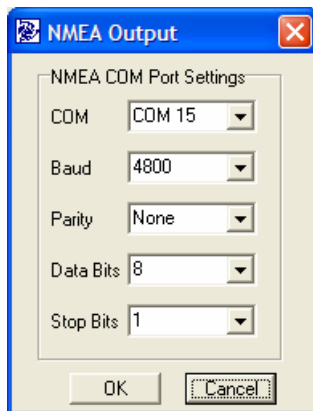 NMEA Output
NMEA COM Port Settings
COM COM 15
Baud 4800
Parity None
Data Bits 8
Stop Bits 1
OK Cancel